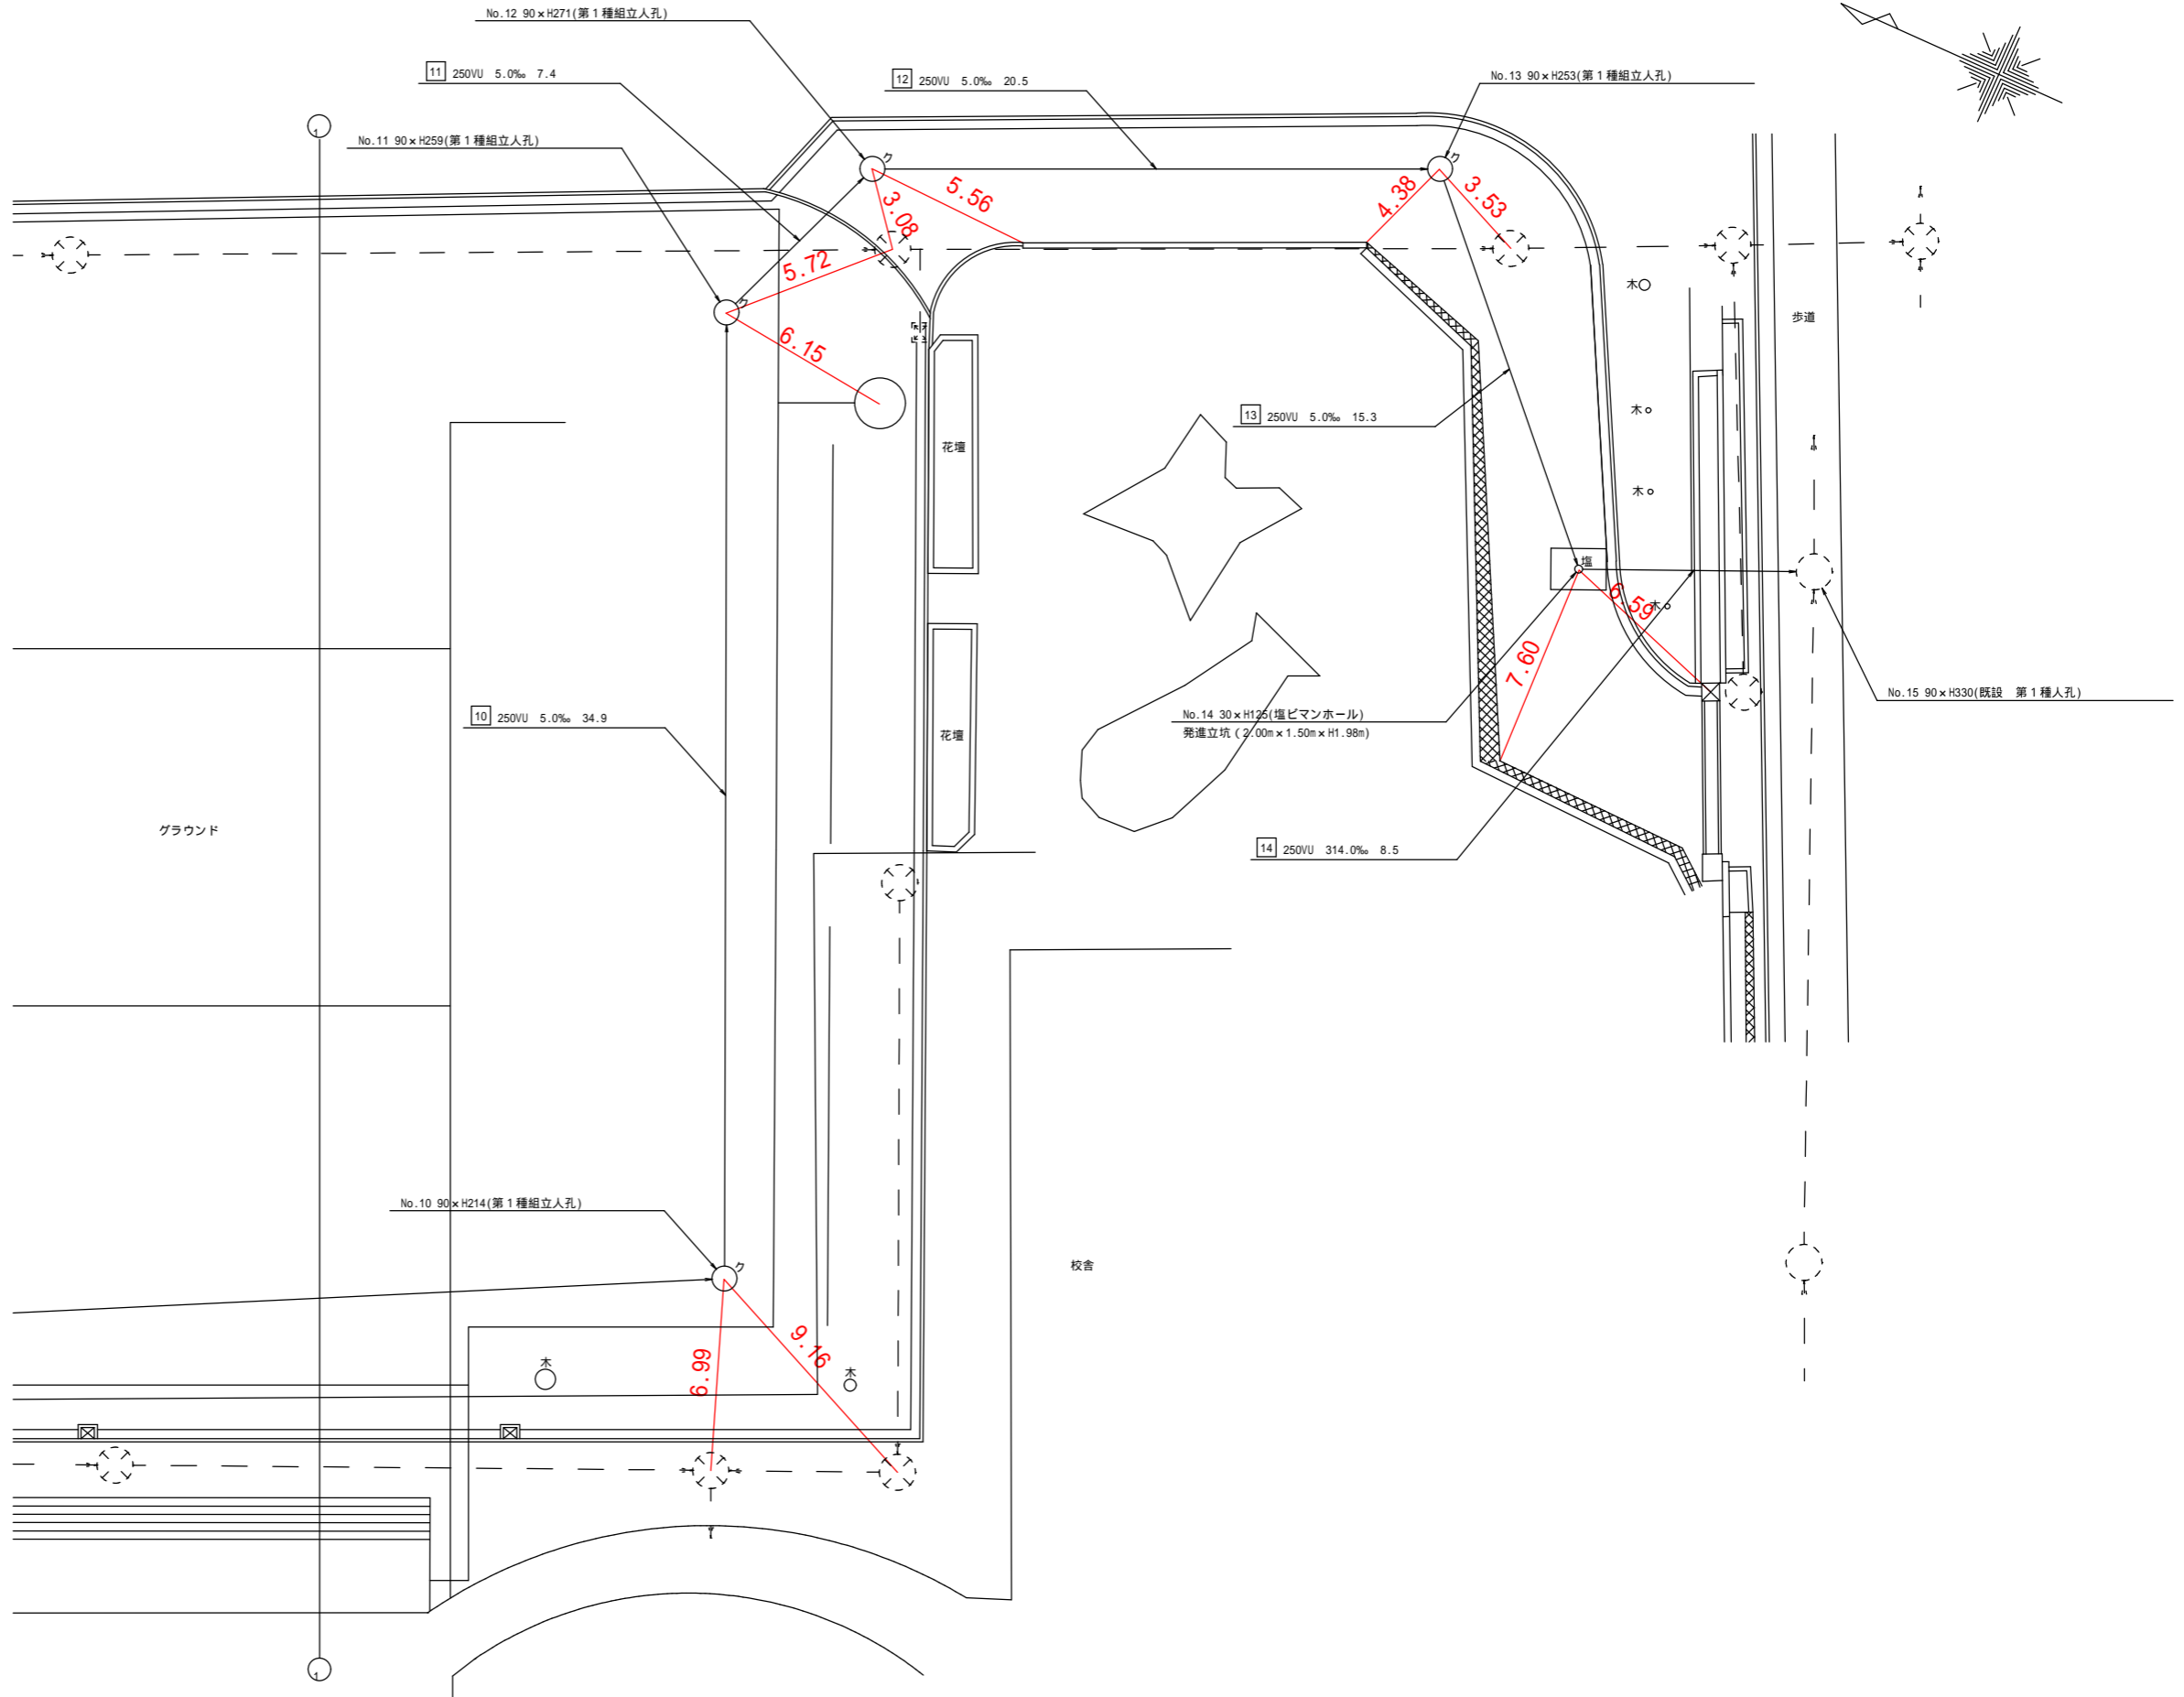 No.12 90×H271(第1種組立人孔)
11 250VU 5.0‰ 7.4
12 250VU 5.0‰ 20.5
No.13 90×H253(第1種組立人孔)
1
No.11 90×H259(第1種組立人孔)
ク
ク
5.56
3.08
4.38
3.53
5.72
ク
6.15
木
歩道
木
木
13 250VU 5.0‰ 15.3
花壇
塩
6.59
木
7.60
No.15 90×H330(既設 第1種人孔)
10 250VU 5.0‰ 34.9
No.14 30×H125(塩ビマンホール)
発進立坑(2.00m×1.50m×H1.98m)
花壇
グラウンド
14 250VU 314.0‰ 8.5
No.10 90×H214(第1種組立人孔)
ク
校舎
6.99
9.16
木
木
1